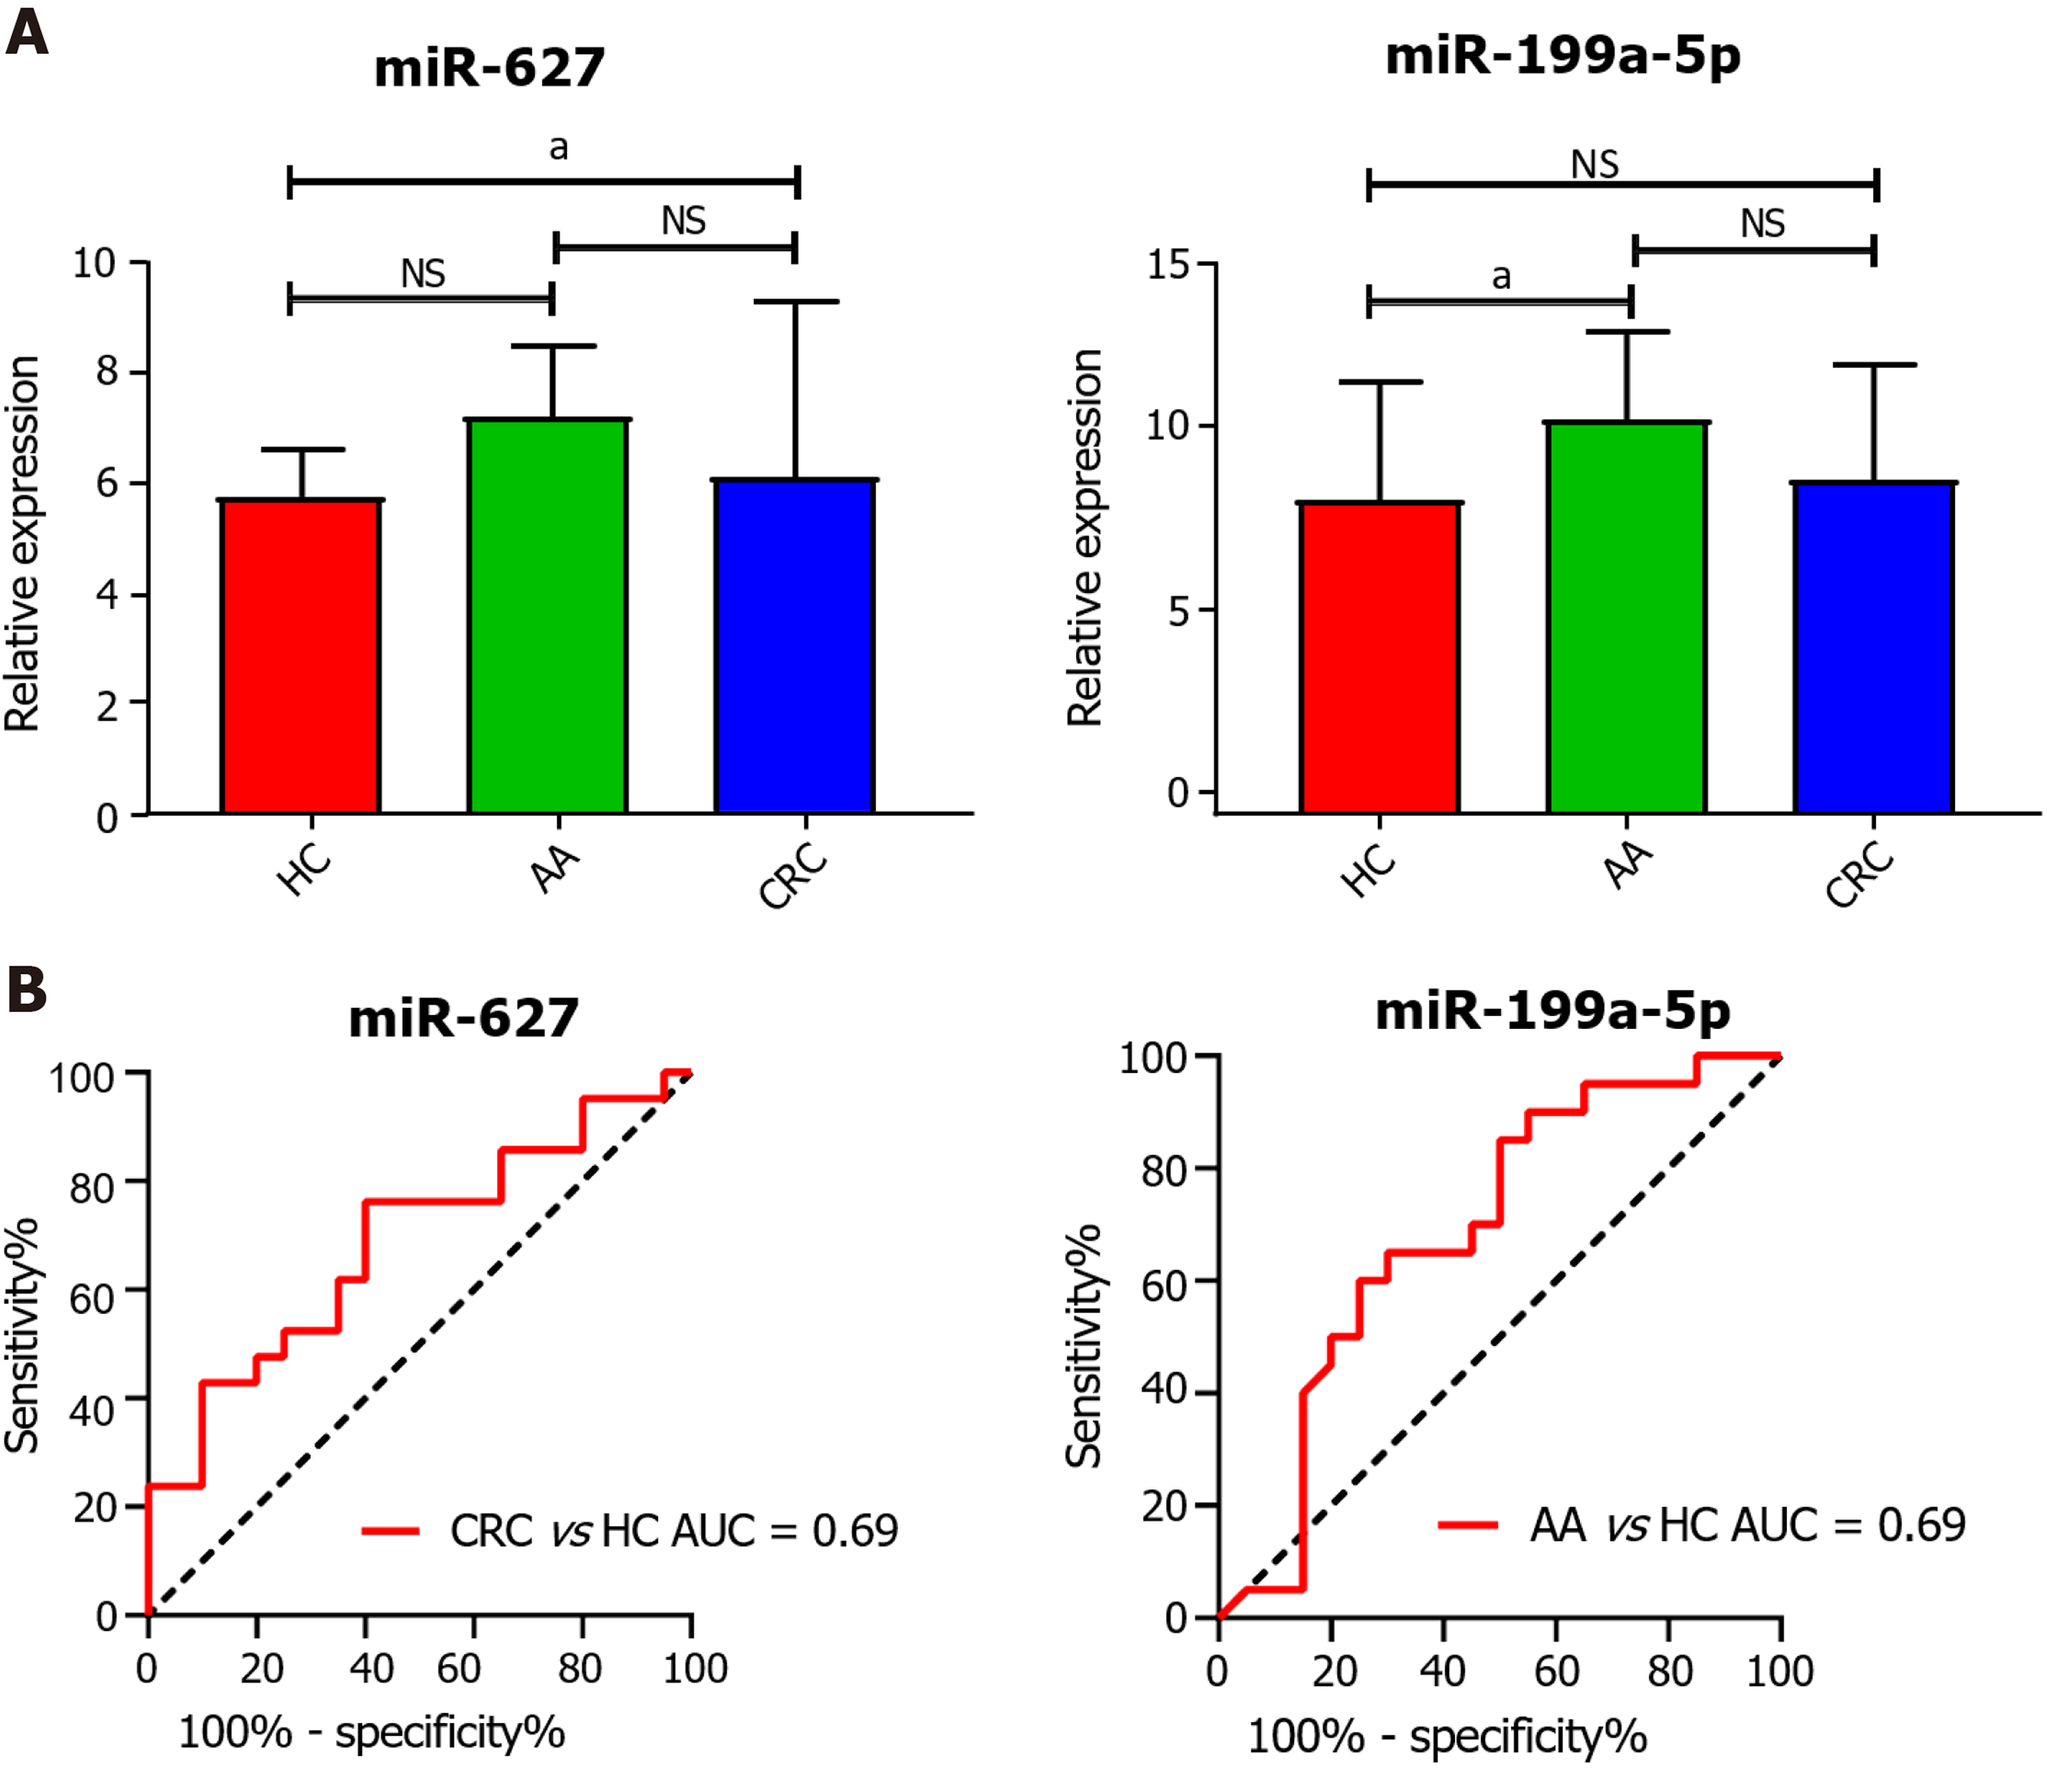 A
miR-627
a
NS
NS
10
8
6
4
2
0
Relative expression
HC
AA
CRC
miR-199a-5p
NS
NS
a
15
10
5
0
Relative expression
HC
AA
CRC
B
miR-627
100
80
60
40
20
0
Sensitivity%
CRC vs HC AUC = 0.69
0 20 40 60 80 100
100% - specificity%
miR-199a-5p
100
80
60
40
20
0
Sensitivity%
AA vs HC AUC = 0.69
0 20 40 60 80 100
100% - specificity%